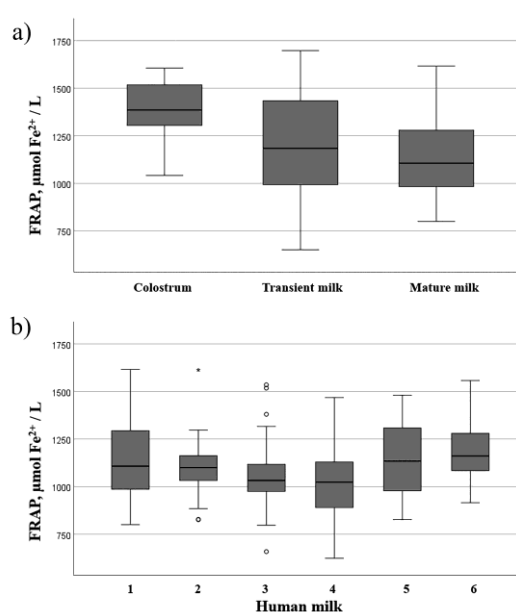 a)
FRAP, µmol Fe²⁺ / L
1750
1500
1250
1000
750
Colostrum Transient milk Mature milk
b)
FRAP, µmol Fe²⁺ / L
1750
1500
1250
1000
750
1 2 3 4 5 6
Human milk